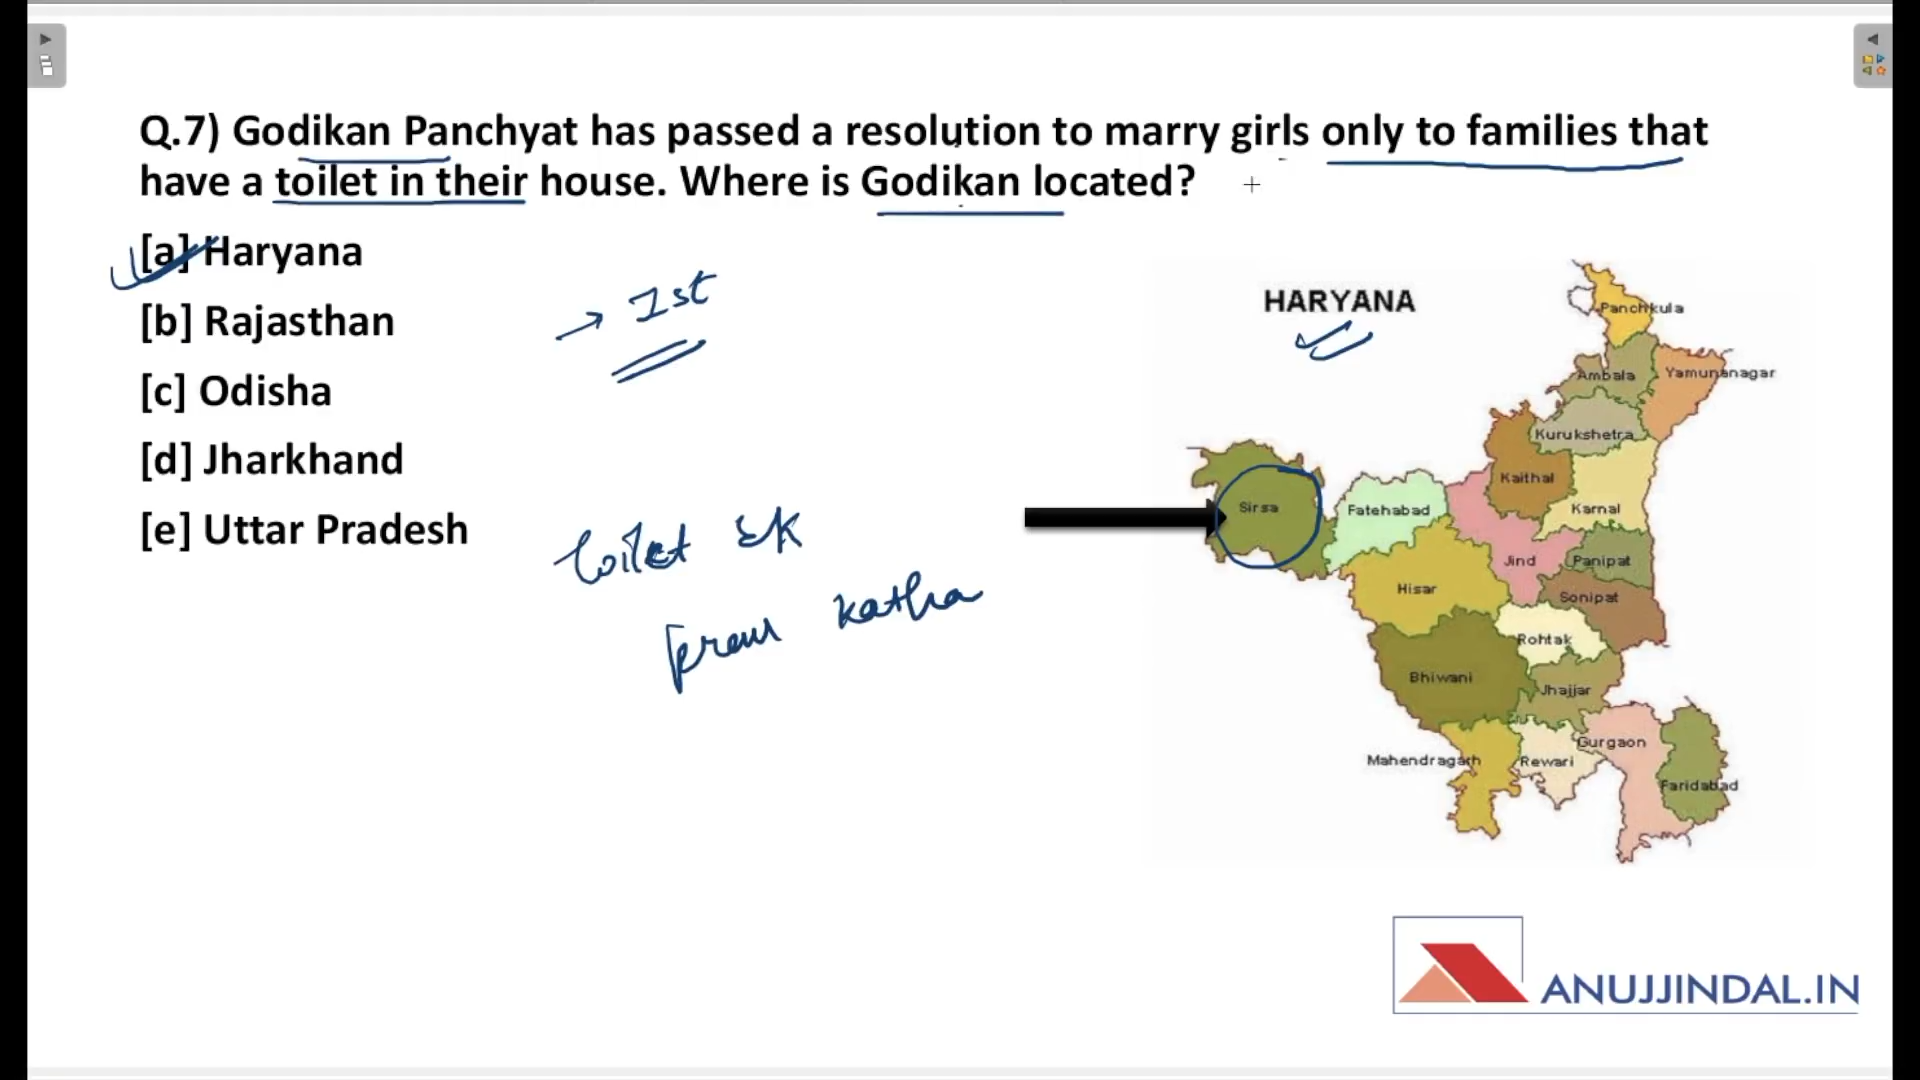 Q.7) Godikan Panchyat has passed a resolution to marry girls only to families that
have a toilet in their house. Where is Godikan located?
[a] Haryana
[b] Rajasthan
[c] Odisha
[d] Jharkhand
[e] Uttar Pradesh
→ 1st
toilet ek
prem katha
HARYANA
Panchkula
Ambala
Yamunanagar
Kurukshetra
Kaithal
Karnal
Sirsa
Fatehabad
Jind
Panipat
Hisar
Sonipat
Rohtak
Bhiwani
Jhajjar
Gurgaon
Mahendragarh
Rewari
Faridabad
ANUJJINDAL.IN